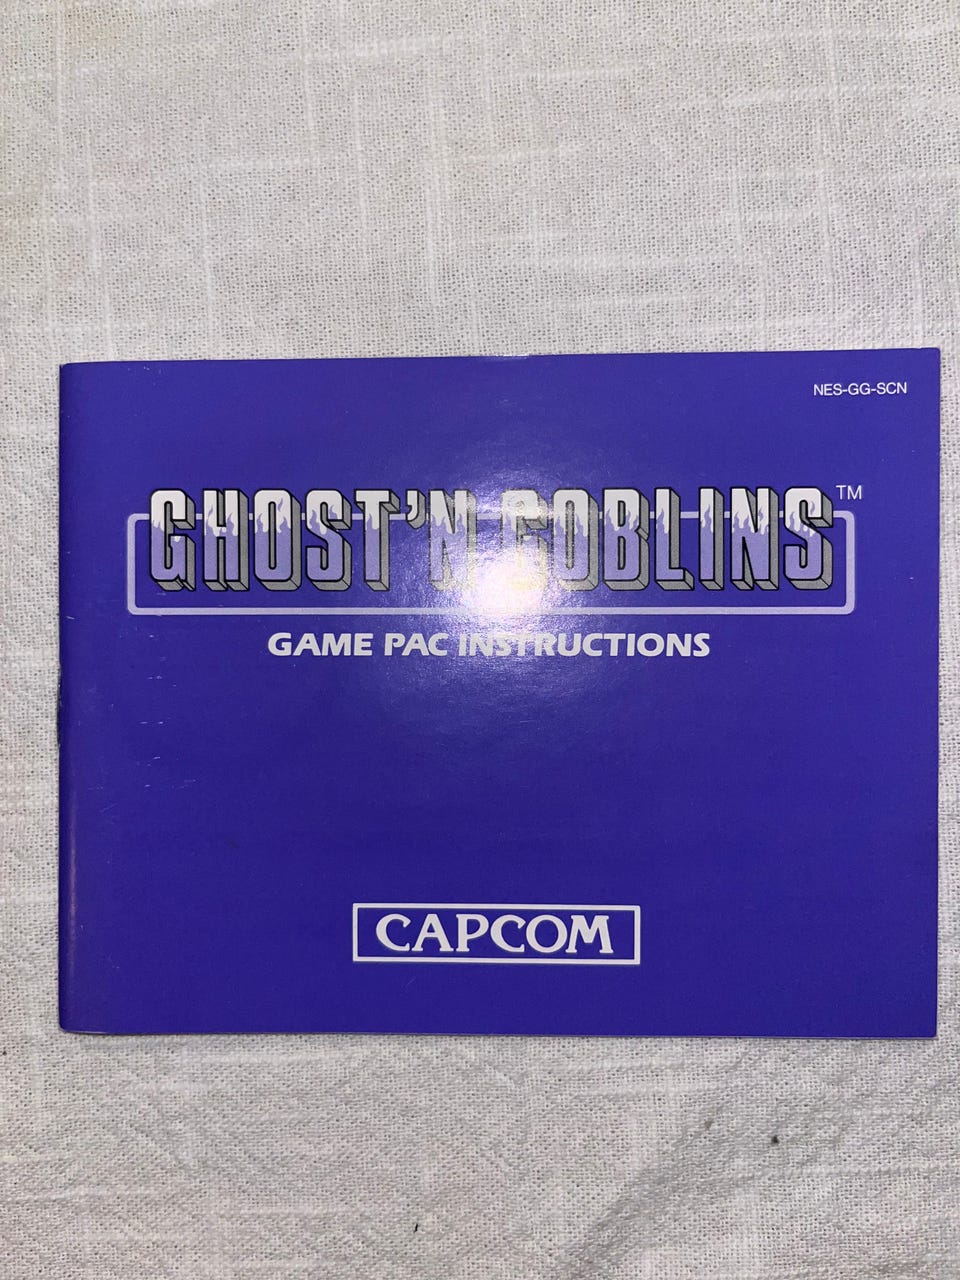 NES-GG-SCN
GHOST'N GOBLINS™
GAME PAC INSTRUCTIONS
CAPCOM